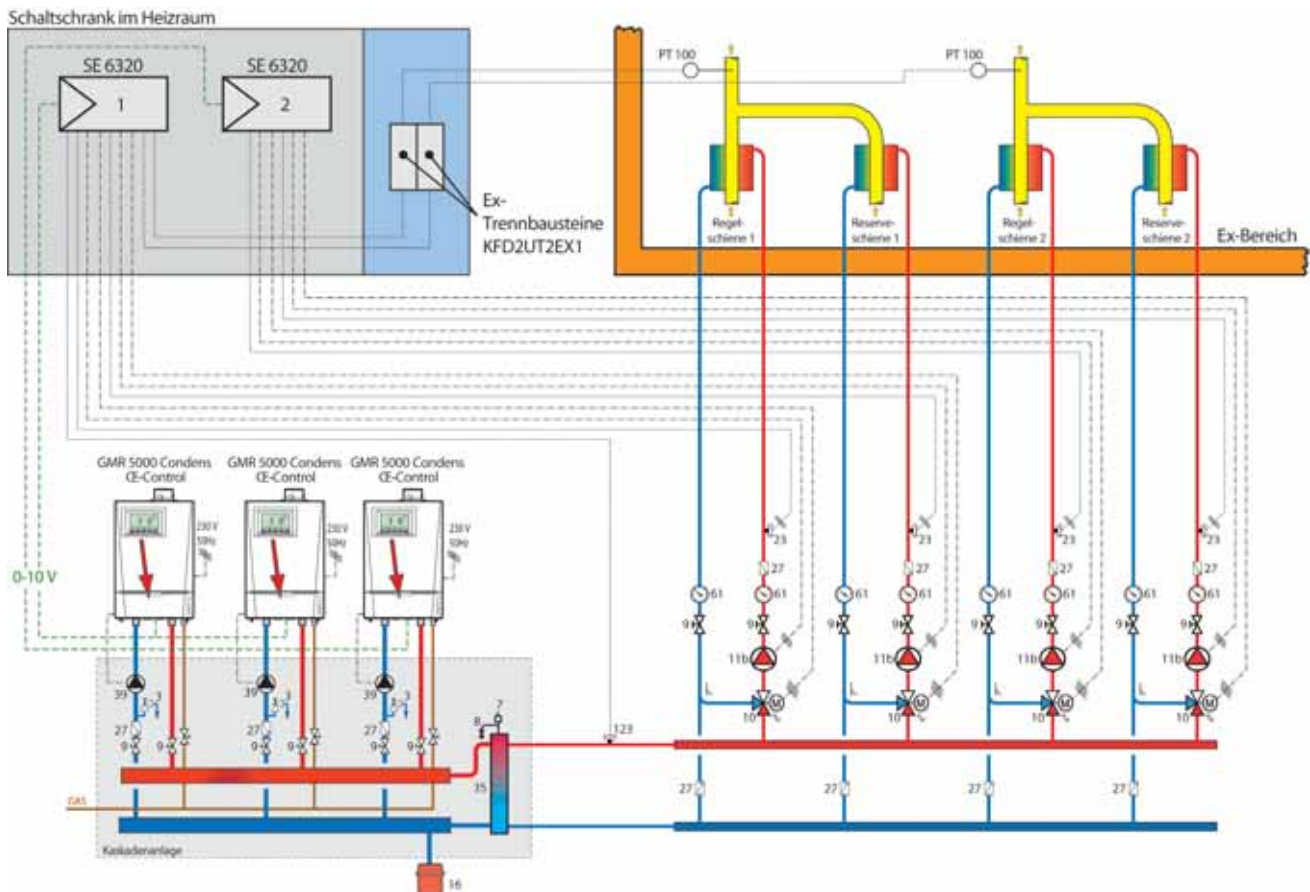 Schaltschrank im Heizraum
SE 6320
SE 6320
1
2
PT 100
PT 100
Ex-
Trennbausteine
KFD2UT2EX1
Regel-
schiene 1
Reserve-
schiene 1
Regel-
schiene 2
Reserve-
schiene 2
Ex-Bereich
GMR 5000 Condens
Œ-Control
GMR 5000 Condens
Œ-Control
GMR 5000 Condens
Œ-Control
230 V
50Hz
230 V
50Hz
230 V
50Hz
0-10 V
23
23
23
23
27
27
27
27
61
61
61
61
61
61
61
61
9
9
9
9
9
9
9
9
11b
11b
11b
11b
M
M
M
M
10
10
10
10
39
39
39
3
3
3
27
27
27
9
9
9
9
9
9
7
8
123
35
27
27
27
27
GAS
Kaskadenanlage
16